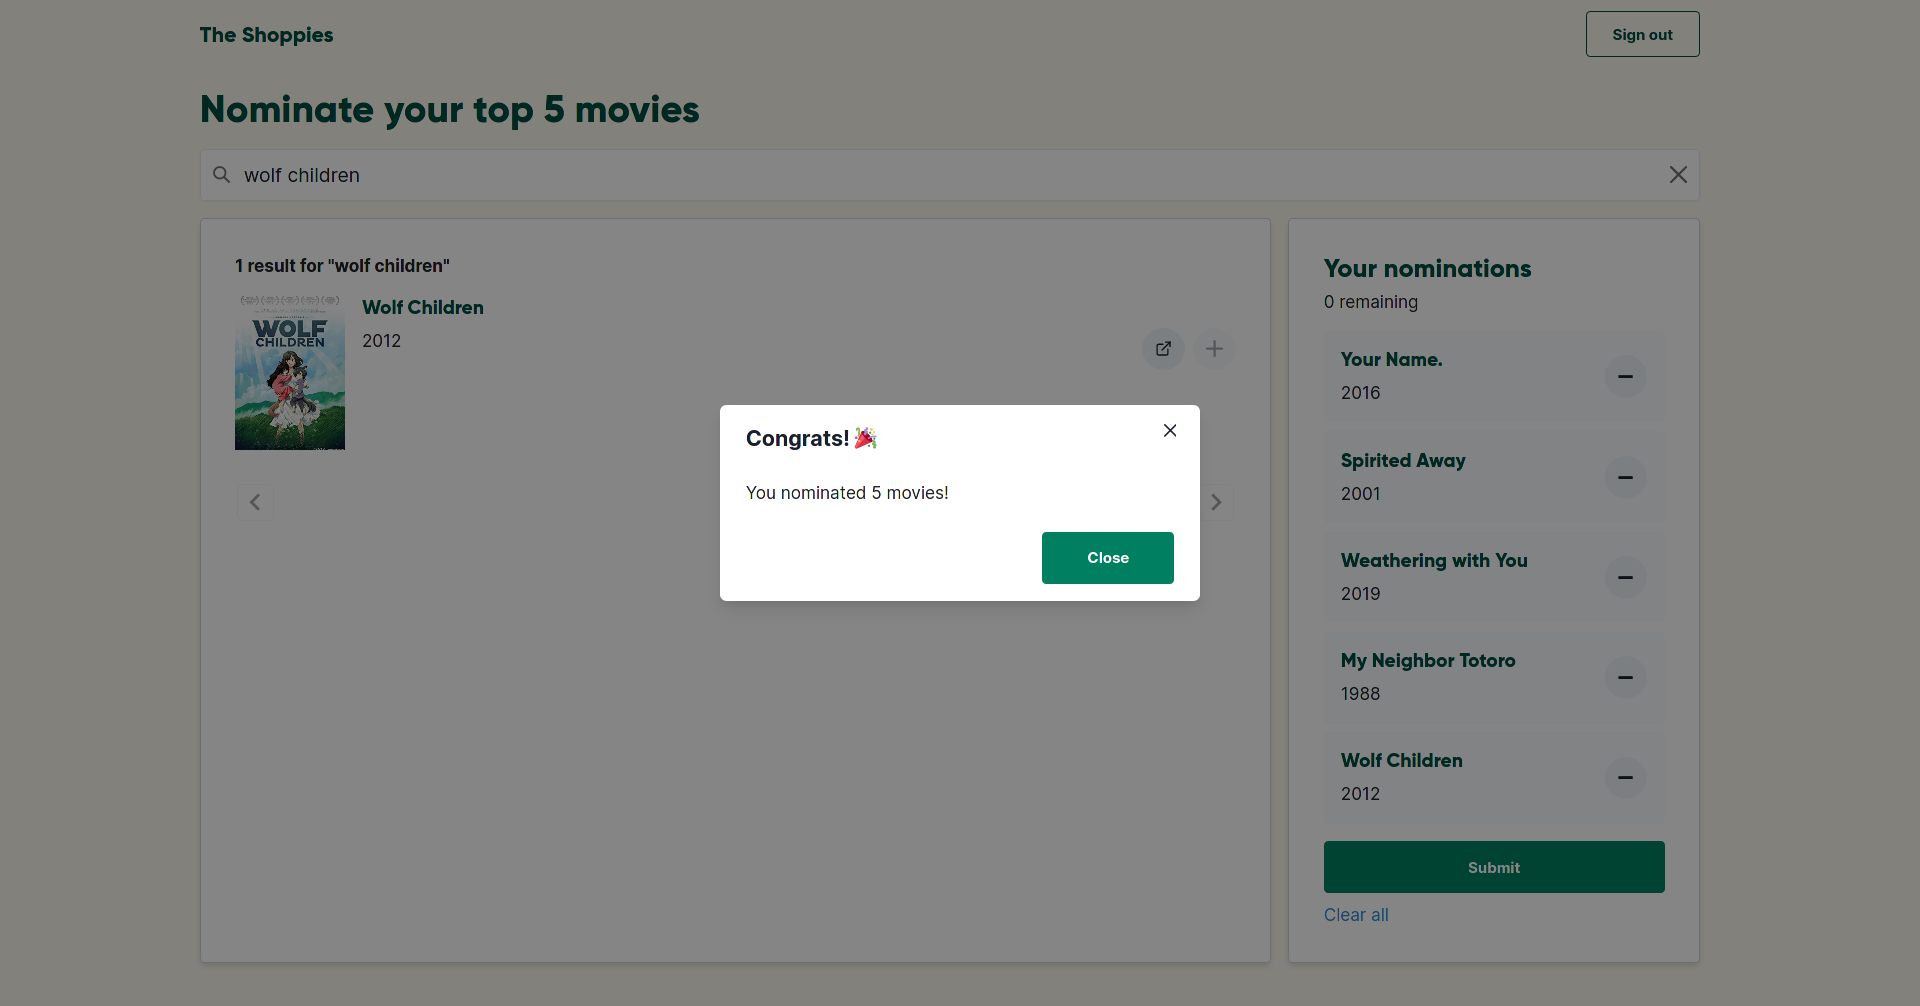 The Shoppies
Sign out
Nominate your top 5 movies
wolf children
1 result for "wolf children"
WOLF
CHILDREN
Wolf Children
2012
Your nominations
0 remaining
Your Name.
2016
Spirited Away
2001
Weathering with You
2019
My Neighbor Totoro
1988
Wolf Children
2012
Submit
Clear all
Congrats! 🎉
You nominated 5 movies!
Close